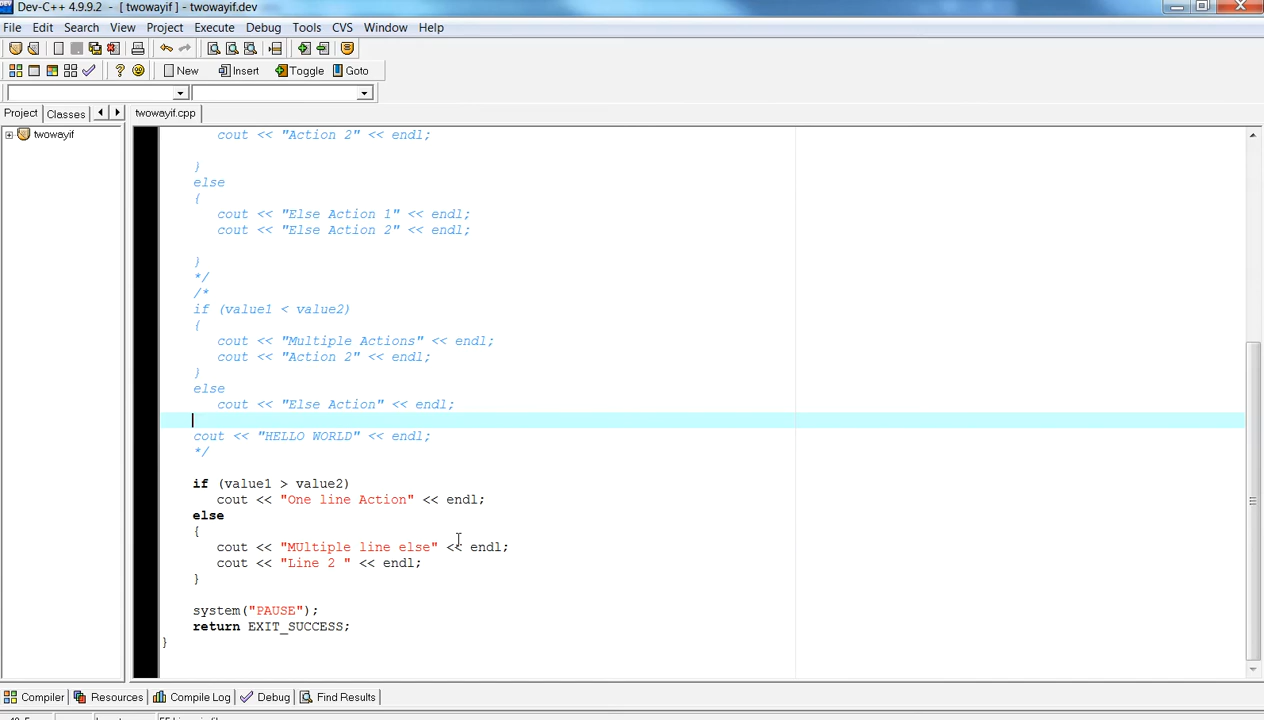 Dev-C++ 4.9.9.2 - [ twowayif ] - twowayif.dev
File Edit Search View Project Execute Debug Tools CVS Window Help
New Insert Toggle Goto
Project Classes twowayif.cpp
twowayif
cout << "Action 2" << endl;
}
else
{
cout << "Else Action 1" << endl;
cout << "Else Action 2" << endl;
}
*/
/*
if (value1 < value2)
{
cout << "Multiple Actions" << endl;
cout << "Action 2" << endl;
}
else
cout << "Else Action" << endl;
cout << "HELLO WORLD" << endl;
*/
if (value1 > value2)
cout << "One line Action" << endl;
else
{
cout << "MUltiple line else" << endl;
cout << "Line 2 " << endl;
}
system("PAUSE");
return EXIT_SUCCESS;
}
Compiler Resources Compile Log Debug Find Results